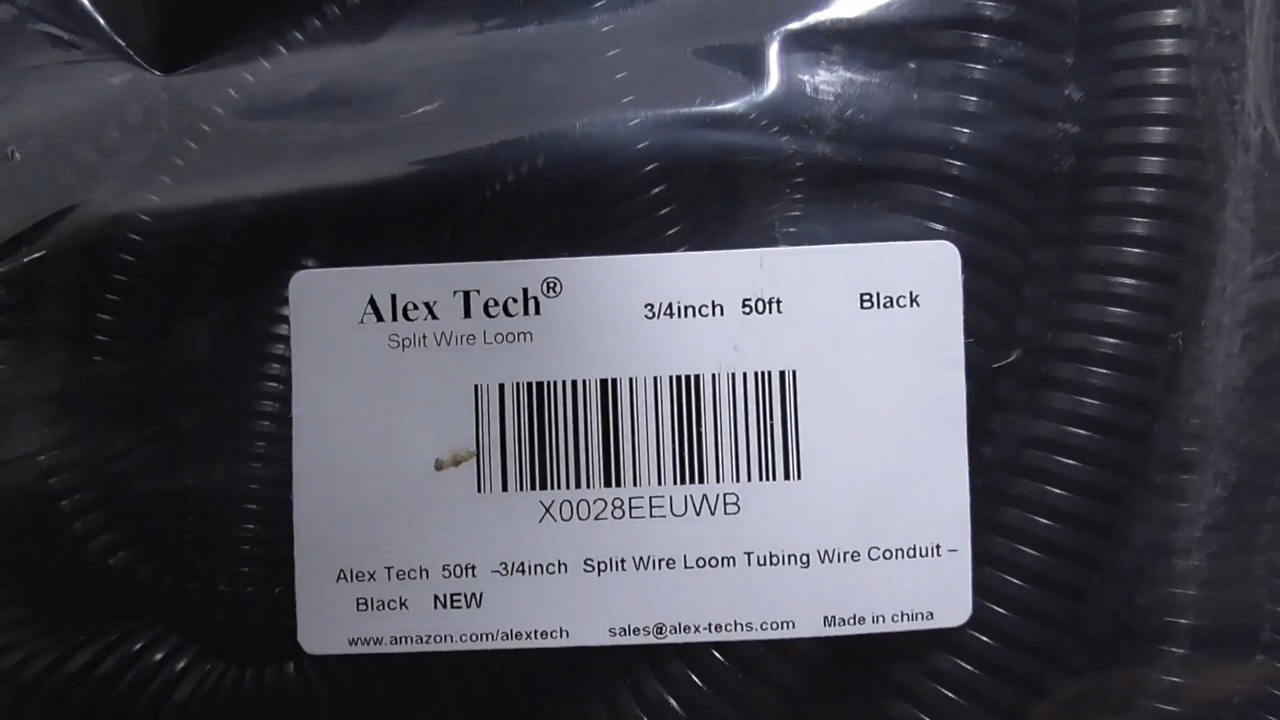 Alex Tech® 3/4inch 50ft Black
Split Wire Loom
X0028EEUWB
Alex Tech 50ft –3/4inch Split Wire Loom Tubing Wire Conduit –
Black NEW
www.amazon.com/alextech sales@alex-techs.com Made in china